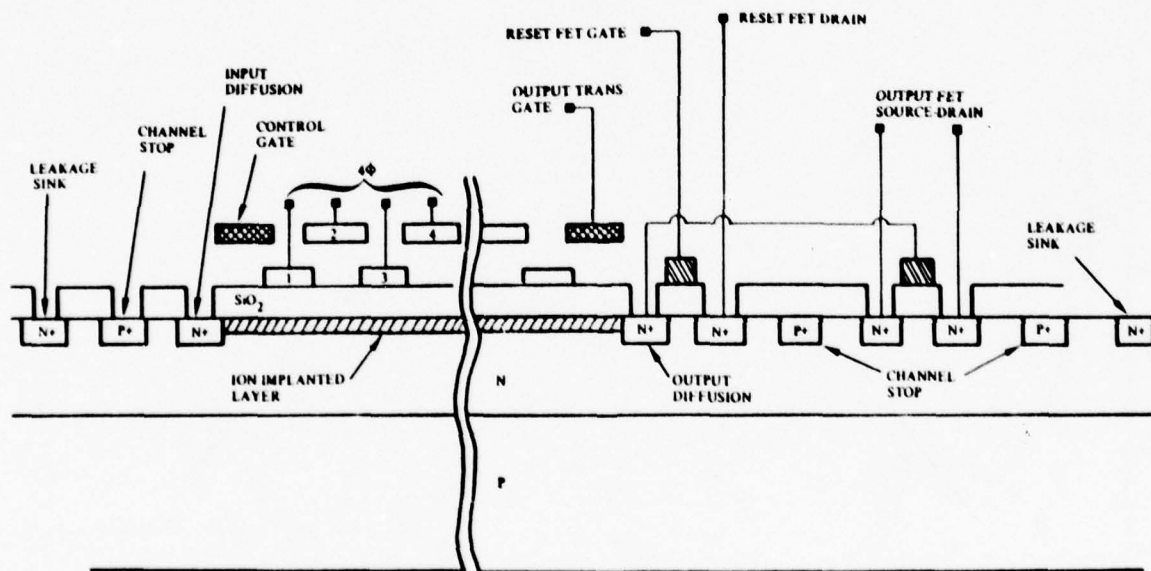 RESET FET DRAIN
RESET FET GATE
INPUT
DIFFUSION
OUTPUT TRANS
GATE
OUTPUT FET
SOURCE-DRAIN
CHANNEL
STOP
CONTROL
GATE
LEAKAGE
SINK
4Φ
2
4
1
3
LEAKAGE
SINK
SiO2
N+
P+
N+
N+
N+
P+
N+
N+
P+
N+
ION IMPLANTED
LAYER
N
OUTPUT
DIFFUSION
CHANNEL
STOP
P